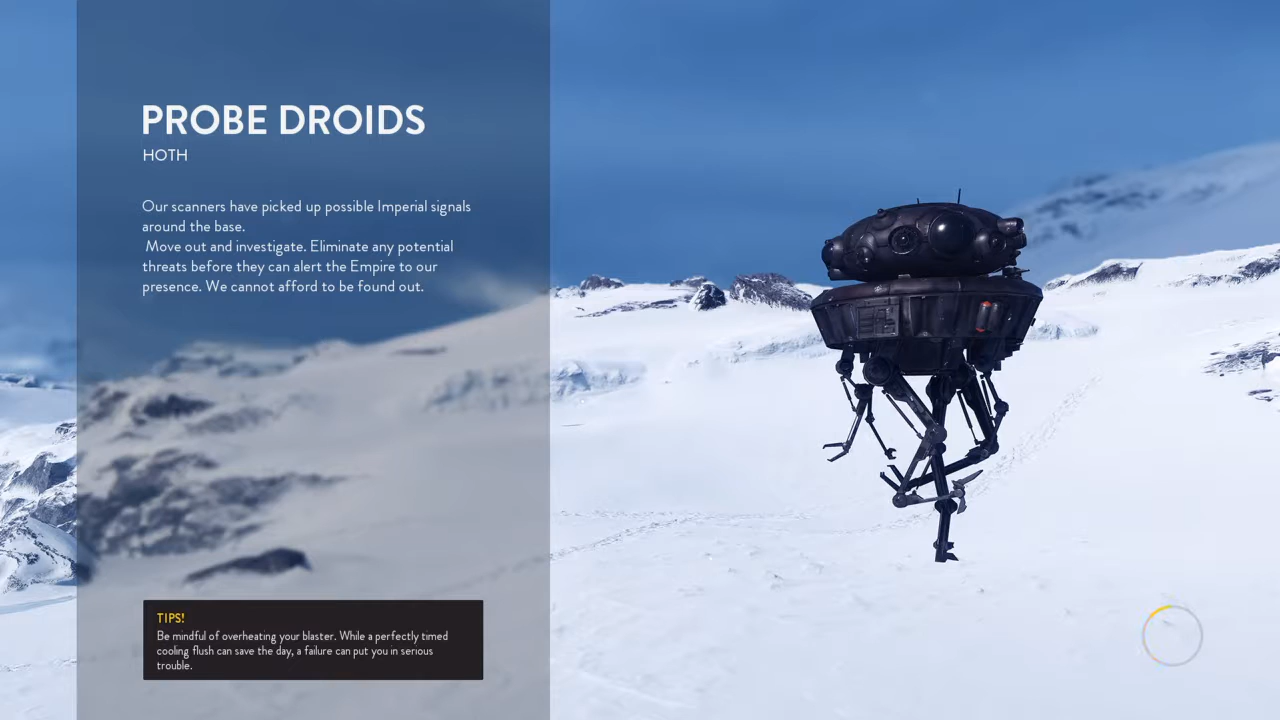 PROBE DROIDS
HOTH
Our scanners have picked up possible Imperial signals
around the base.
Move out and investigate. Eliminate any potential
threats before they can alert the Empire to our
presence. We cannot afford to be found out.
TIPS!
Be mindful of overheating your blaster. While a perfectly timed
cooling flush can save the day, a failure can put you in serious
trouble.